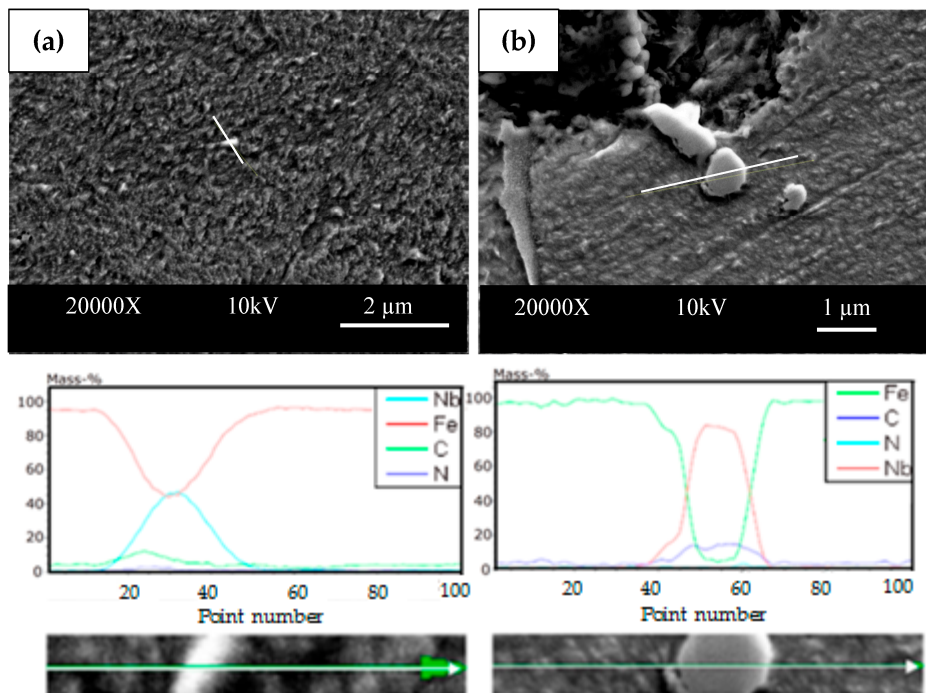 (a)
(b)
20000X 10kV 2 µm
20000X 10kV 1 µm
Mass-%
100
80
60
40
20
0
Nb
Fe
C
N
20 40 60 80 100
Point number
Mass-%
100
80
60
40
20
0
Fe
C
N
Nb
20 40 60 80 100
Point number